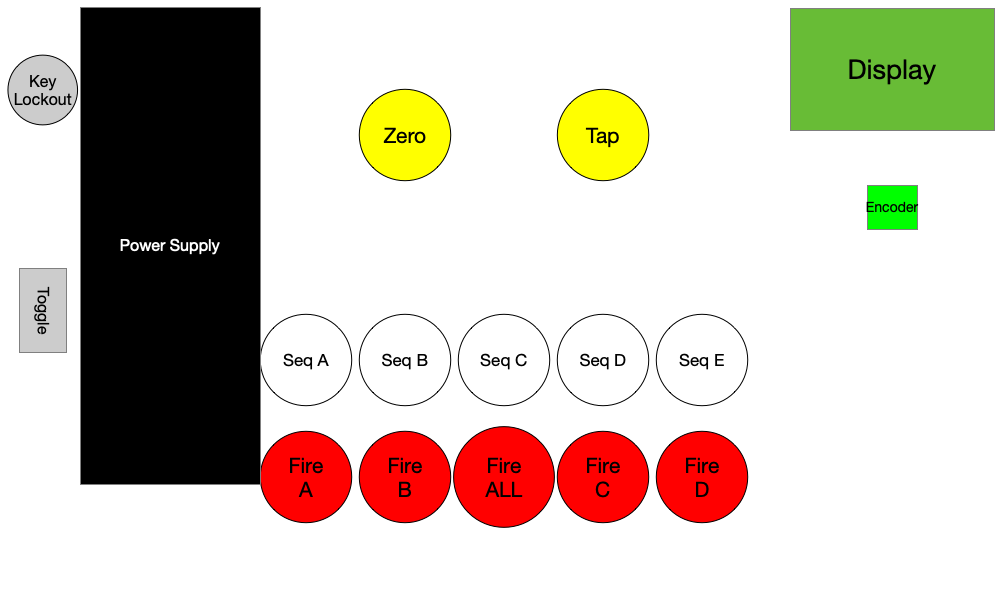 Key
Lockout
Power Supply
Toggle
Zero
Tap
Display
Encoder
Seq A
Seq B
Seq C
Seq D
Seq E
Fire
A
Fire
B
Fire
ALL
Fire
C
Fire
D